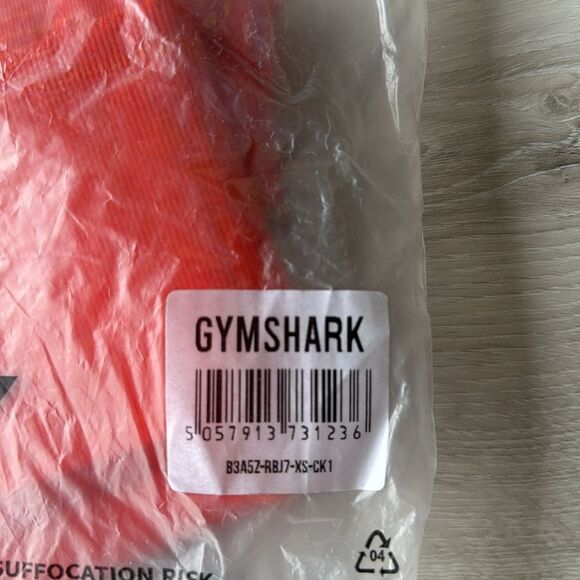 GYMSHARK
5 057913 731236
B3A5Z-RBJ7-XS-CK1
SUFFOCATION RISK
04